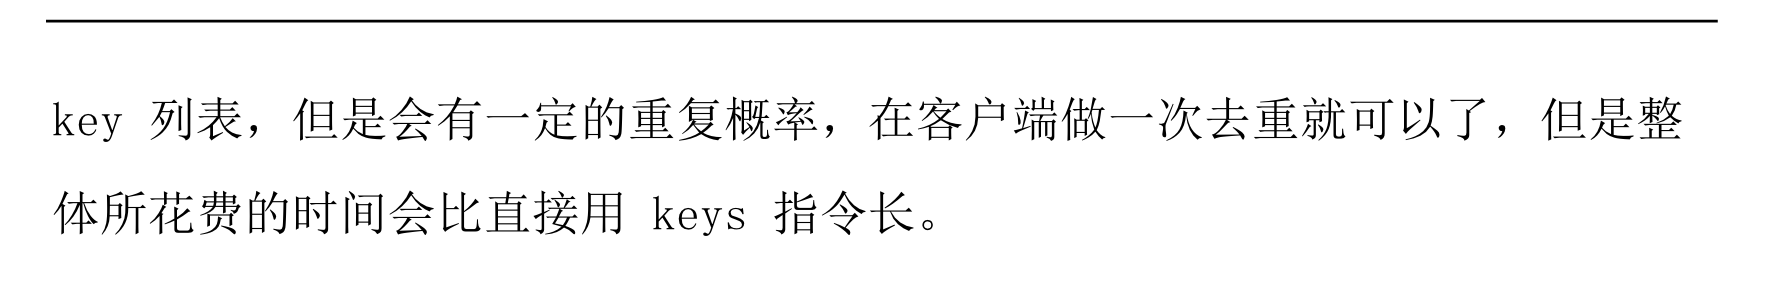 key 列表，但是会有一定的重复概率，在客户端做一次去重就可以了，但是整
体所花费的时间会比直接用 keys 指令长。